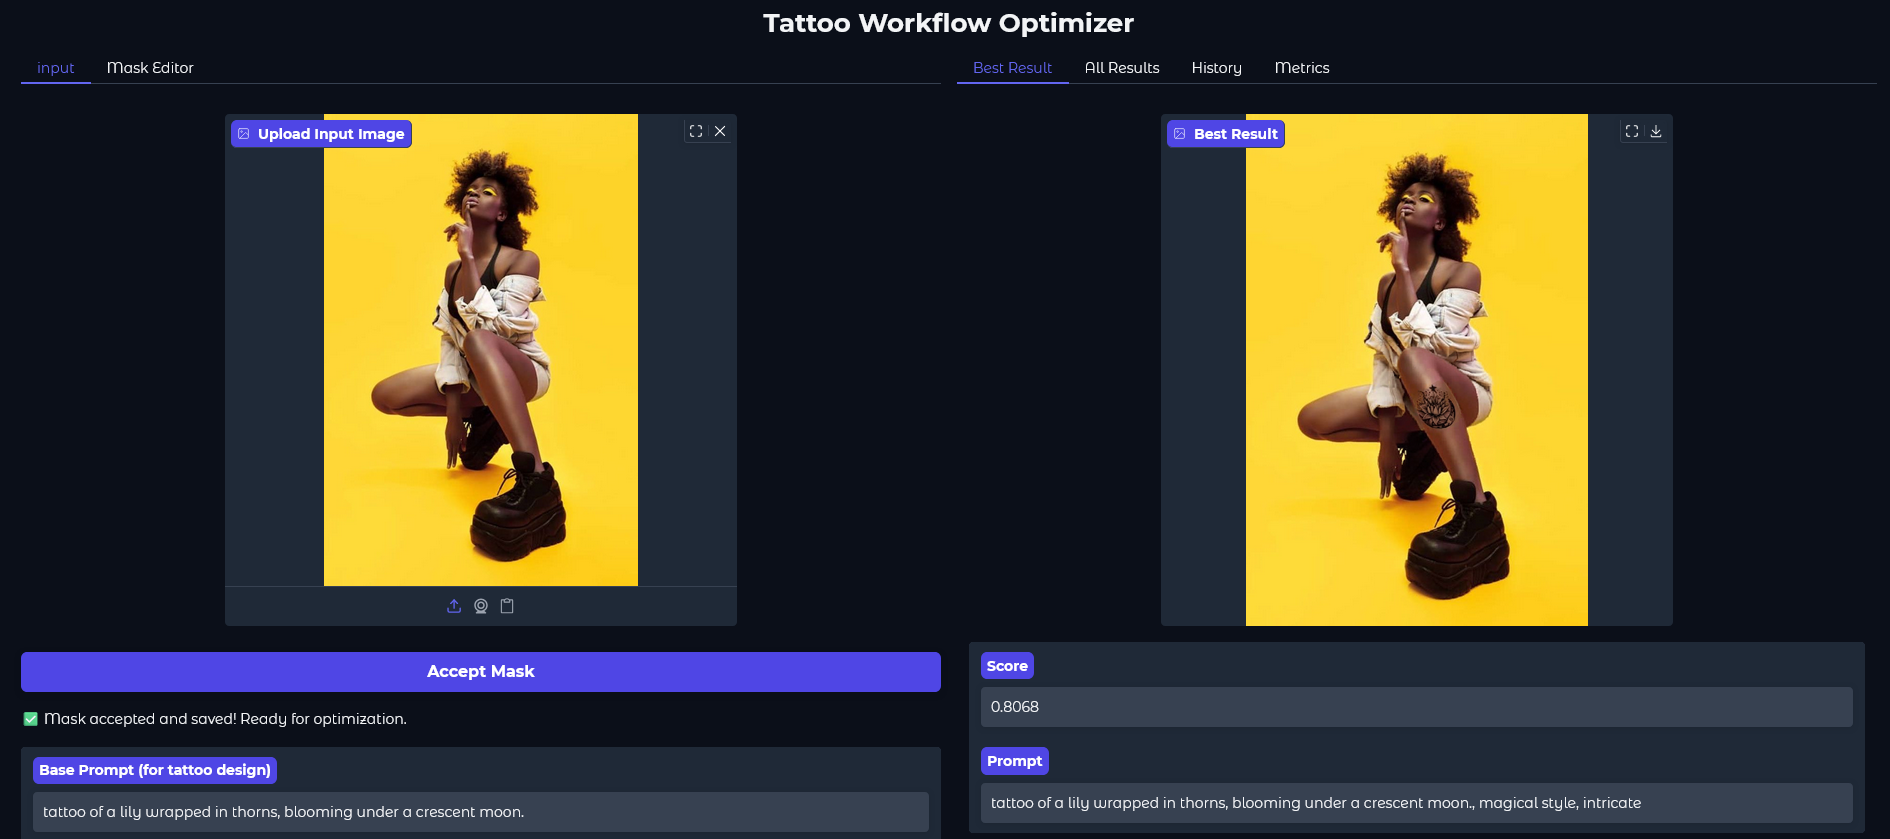 Tattoo Workflow Optimizer
input
Mask Editor
Best Result
All Results
History
Metrics
Upload Input Image
Best Result
Accept Mask
Mask accepted and saved! Ready for optimization.
Base Prompt (for tattoo design)
tattoo of a lily wrapped in thorns, blooming under a crescent moon.
Score
0.8068
Prompt
tattoo of a lily wrapped in thorns, blooming under a crescent moon., magical style, intricate